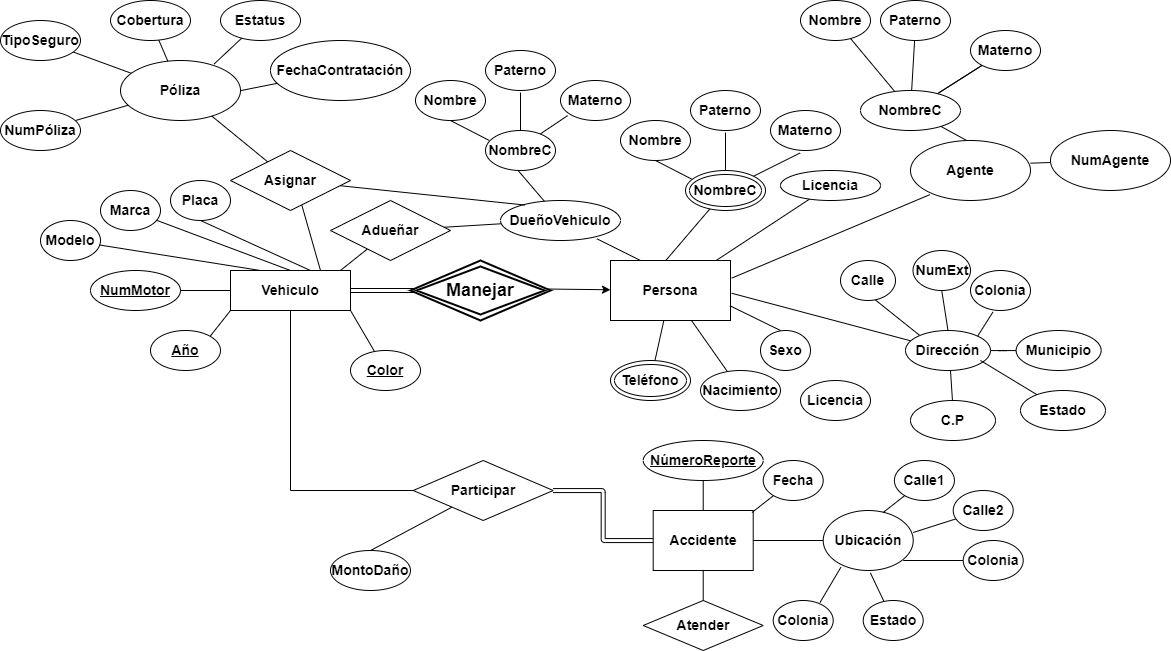 TipoSeguro
Cobertura
Estatus
FechaContratación
Póliza
NumPóliza
Nombre
Paterno
Materno
NombreC
Nombre
Paterno
Materno
NombreC
Nombre
Paterno
Materno
NombreC
Agente
NumAgente
Licencia
Asignar
Adueñar
DueñoVehiculo
Placa
Marca
Modelo
NumMotor
Vehiculo
Año
Color
Manejar
Persona
Sexo
Teléfono
Nacimiento
Licencia
Calle
NumExt
Colonia
Dirección
Municipio
Estado
C.P
Participar
MontoDaño
NúmeroReporte
Fecha
Accidente
Atender
Ubicación
Calle1
Calle2
Colonia
Colonia
Estado